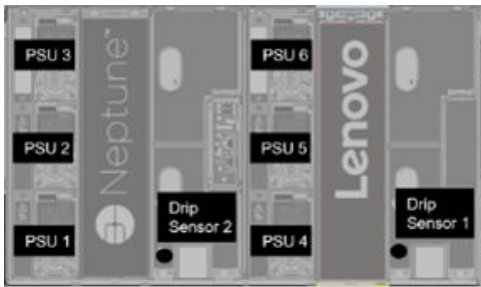 PSU 3
PSU 2
PSU 1
Neptune™
Drip
Sensor 2
PSU 6
PSU 5
PSU 4
Lenovo
Drip
Sensor 1